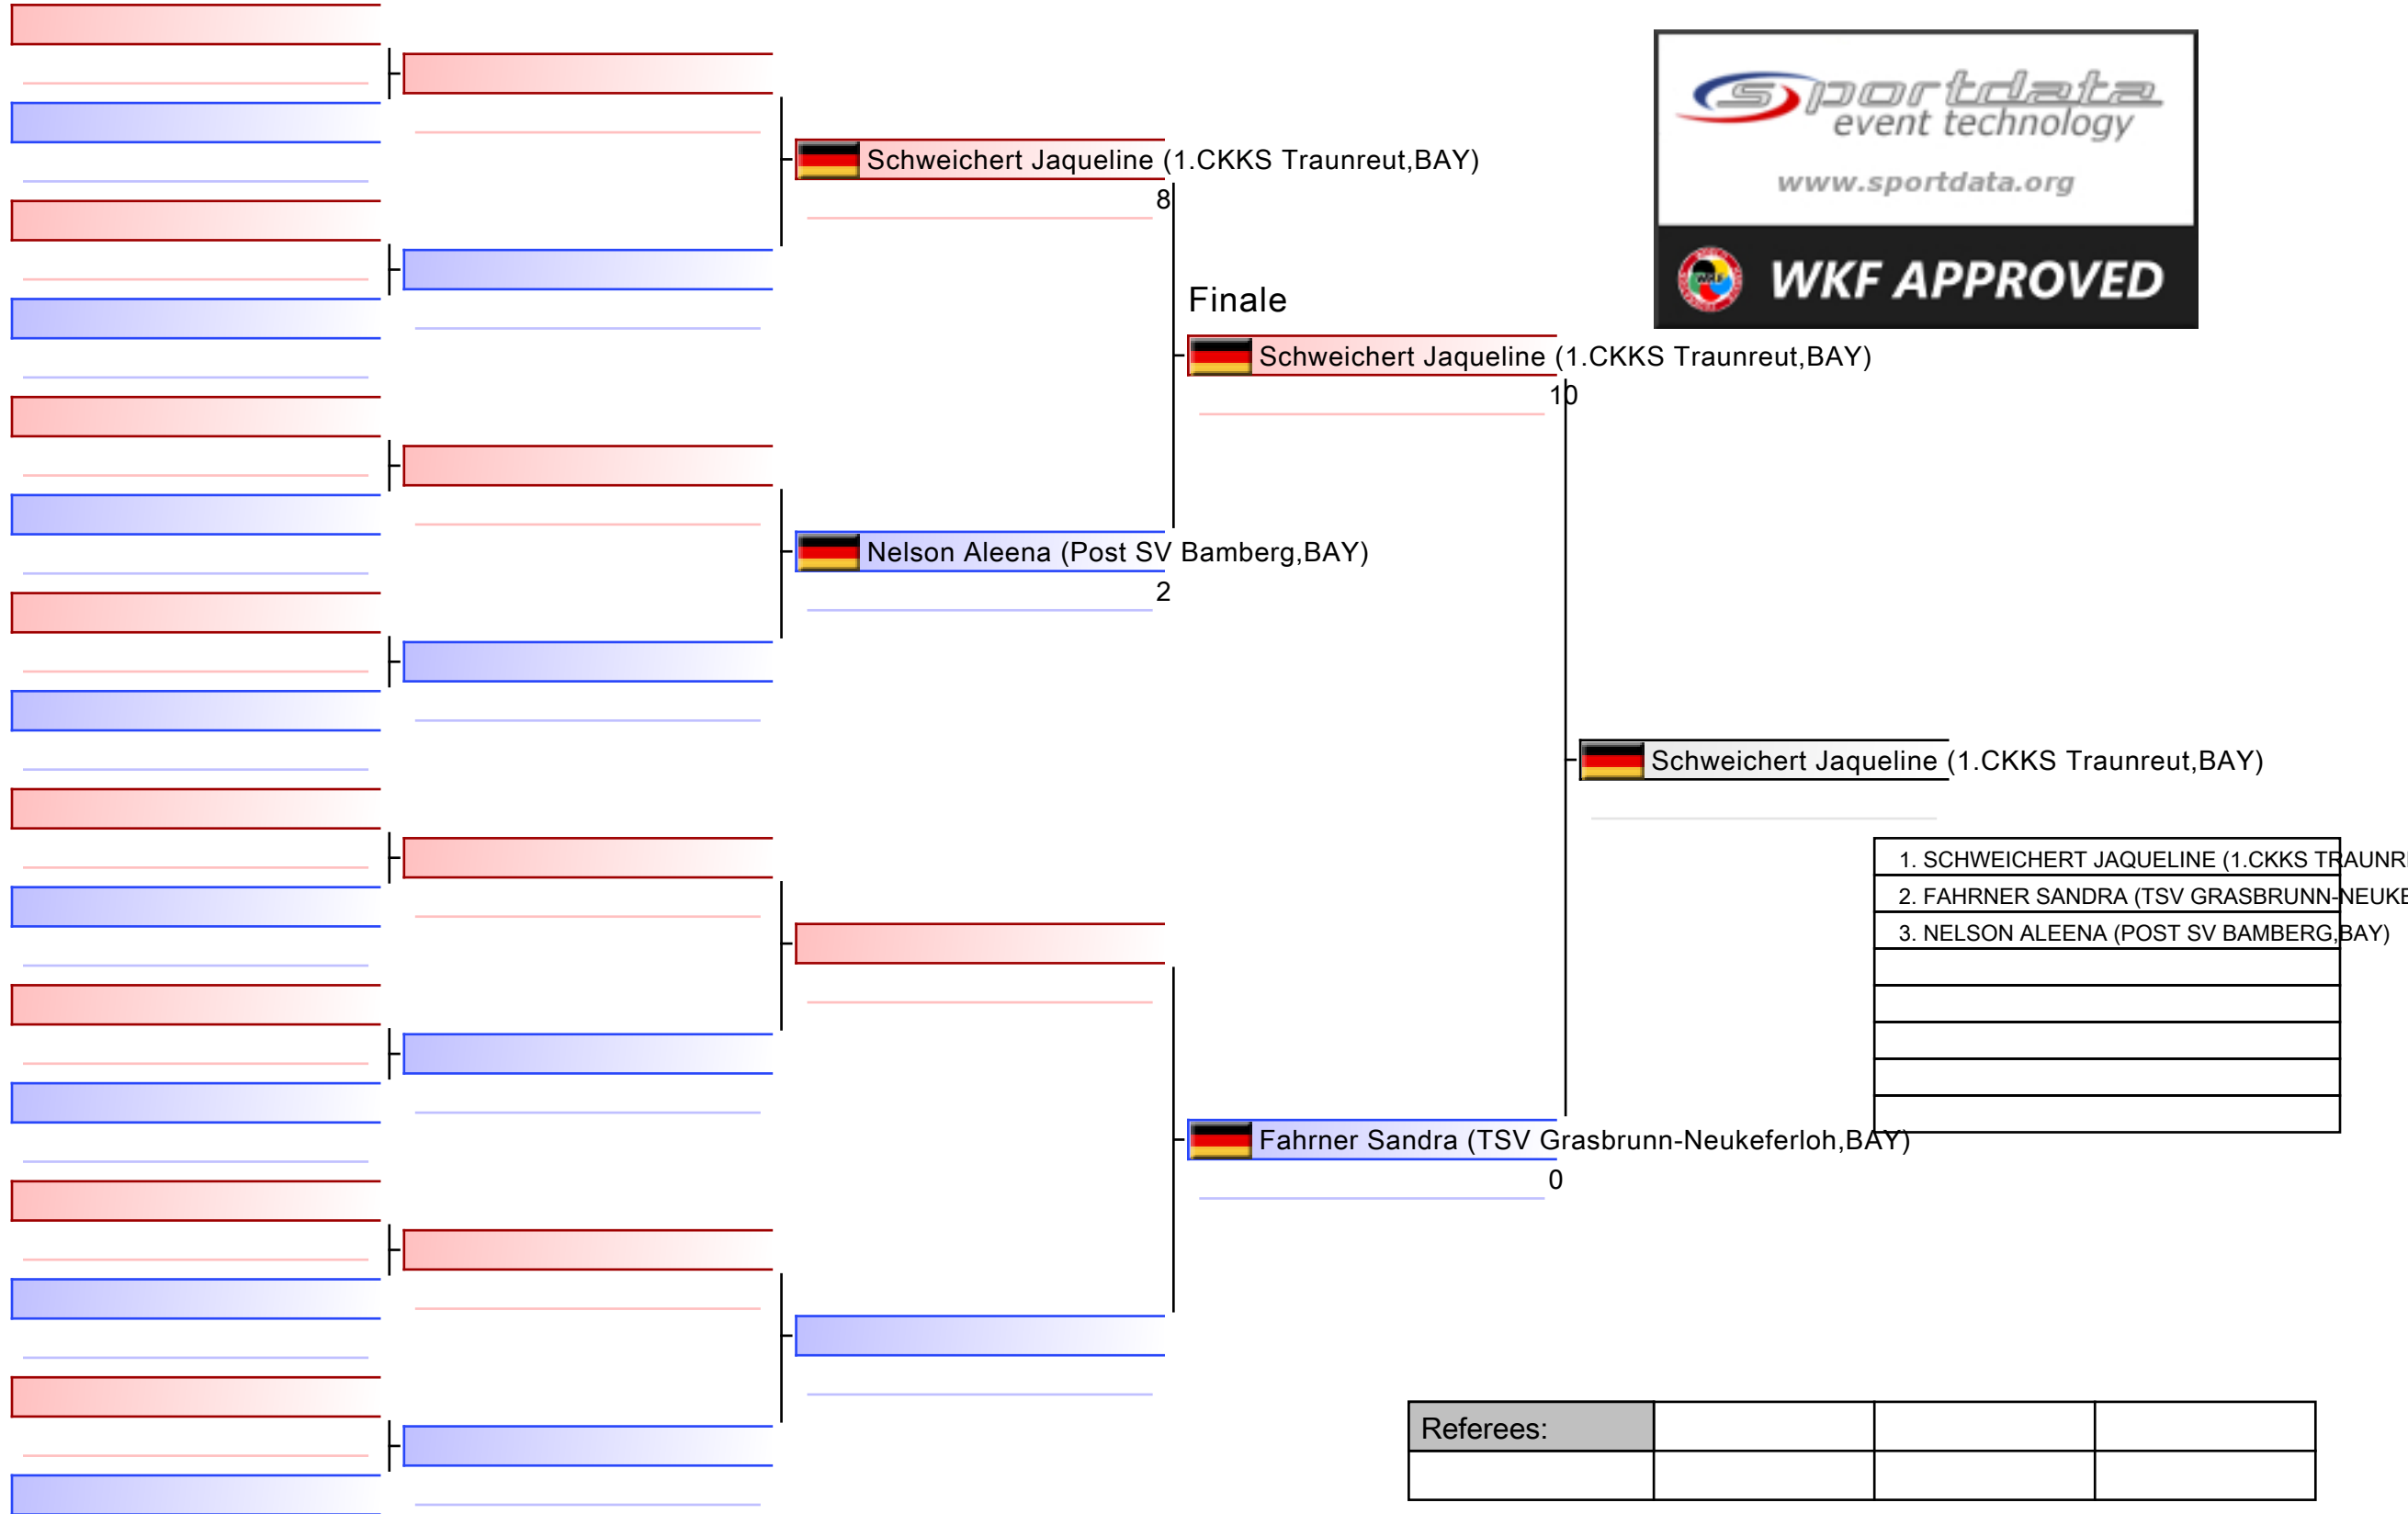 sportdata
event technology
www.sportdata.org
WKF APPROVED
Schweichert Jaqueline (1.CKKS Traunreut,BAY)
8
Finale
Schweichert Jaqueline (1.CKKS Traunreut,BAY)
10
Nelson Aleena (Post SV Bamberg,BAY)
2
Schweichert Jaqueline (1.CKKS Traunreut,BAY)
1. SCHWEICHERT JAQUELINE (1.CKKS TRAUNR
2. FAHRNER SANDRA (TSV GRASBRUNN-NEUKE
3. NELSON ALEENA (POST SV BAMBERG,BAY)
Fahrner Sandra (TSV Grasbrunn-Neukeferloh,BAY)
0
Referees: